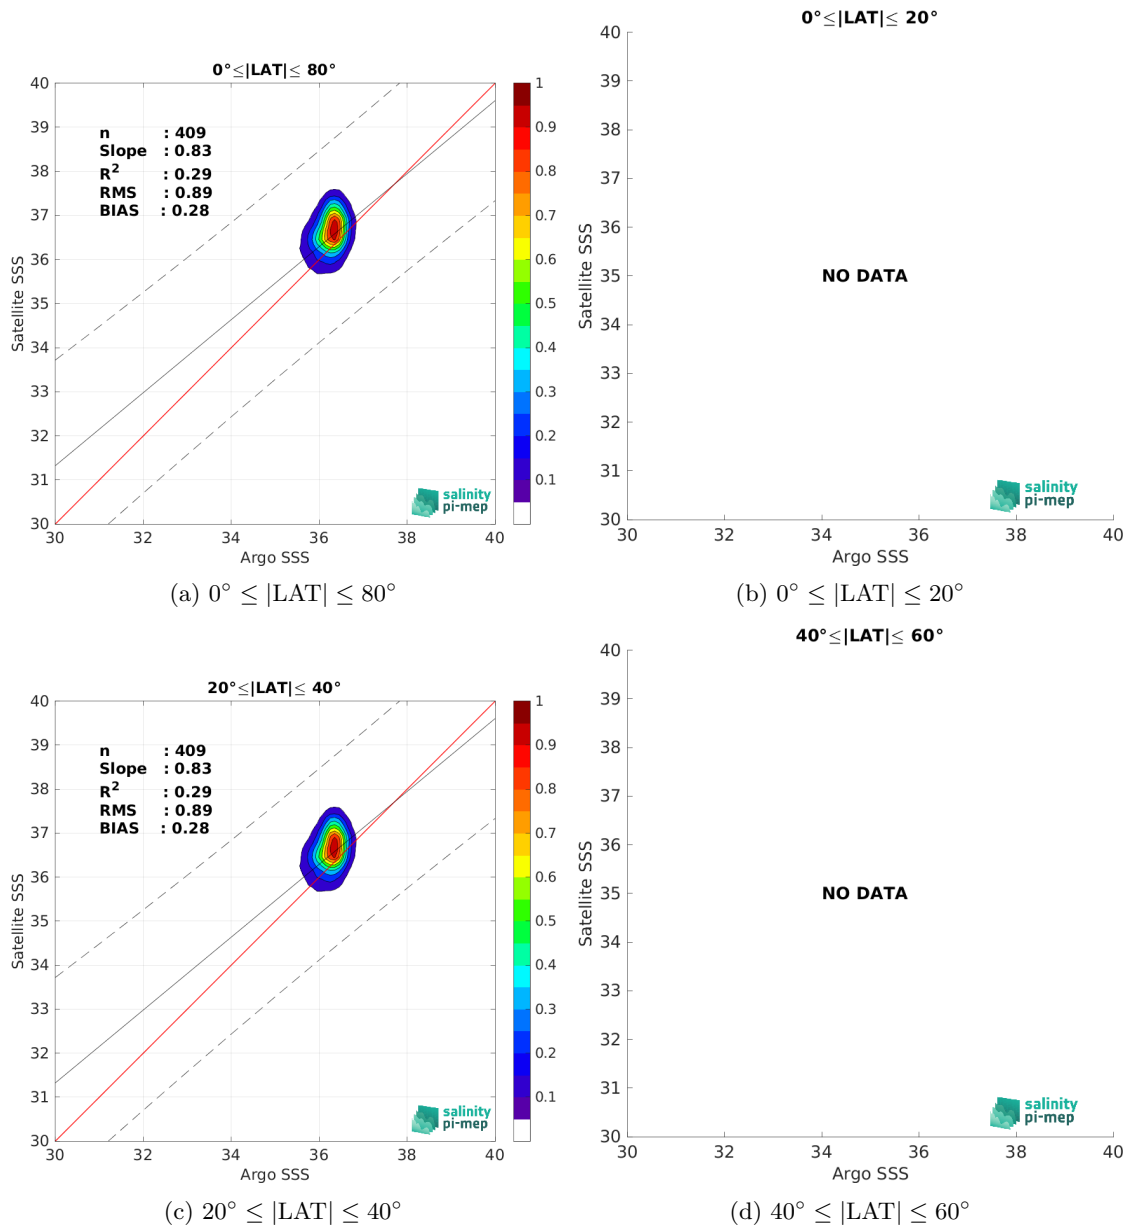 0°≤|LAT|≤ 80°
40
39
38
37
36
35
34
33
32
31
30
Satellite SSS
n : 409
Slope : 0.83
R² : 0.29
RMS : 0.89
BIAS : 0.28
salinity
pi-mep
30 32 34 36 38 40
Argo SSS
1
0.9
0.8
0.7
0.6
0.5
0.4
0.3
0.2
0.1
(a) 0° ≤ |LAT| ≤ 80°
0°≤|LAT|≤ 20°
40
39
38
37
36
35
34
33
32
31
30
Satellite SSS
NO DATA
salinity
pi-mep
30 32 34 36 38 40
Argo SSS
(b) 0° ≤ |LAT| ≤ 20°
20°≤|LAT|≤ 40°
40
39
38
37
36
35
34
33
32
31
30
Satellite SSS
n : 409
Slope : 0.83
R² : 0.29
RMS : 0.89
BIAS : 0.28
salinity
pi-mep
30 32 34 36 38 40
Argo SSS
1
0.9
0.8
0.7
0.6
0.5
0.4
0.3
0.2
0.1
(c) 20° ≤ |LAT| ≤ 40°
40°≤|LAT|≤ 60°
40
39
38
37
36
35
34
33
32
31
30
Satellite SSS
NO DATA
salinity
pi-mep
30 32 34 36 38 40
Argo SSS
(d) 40° ≤ |LAT| ≤ 60°